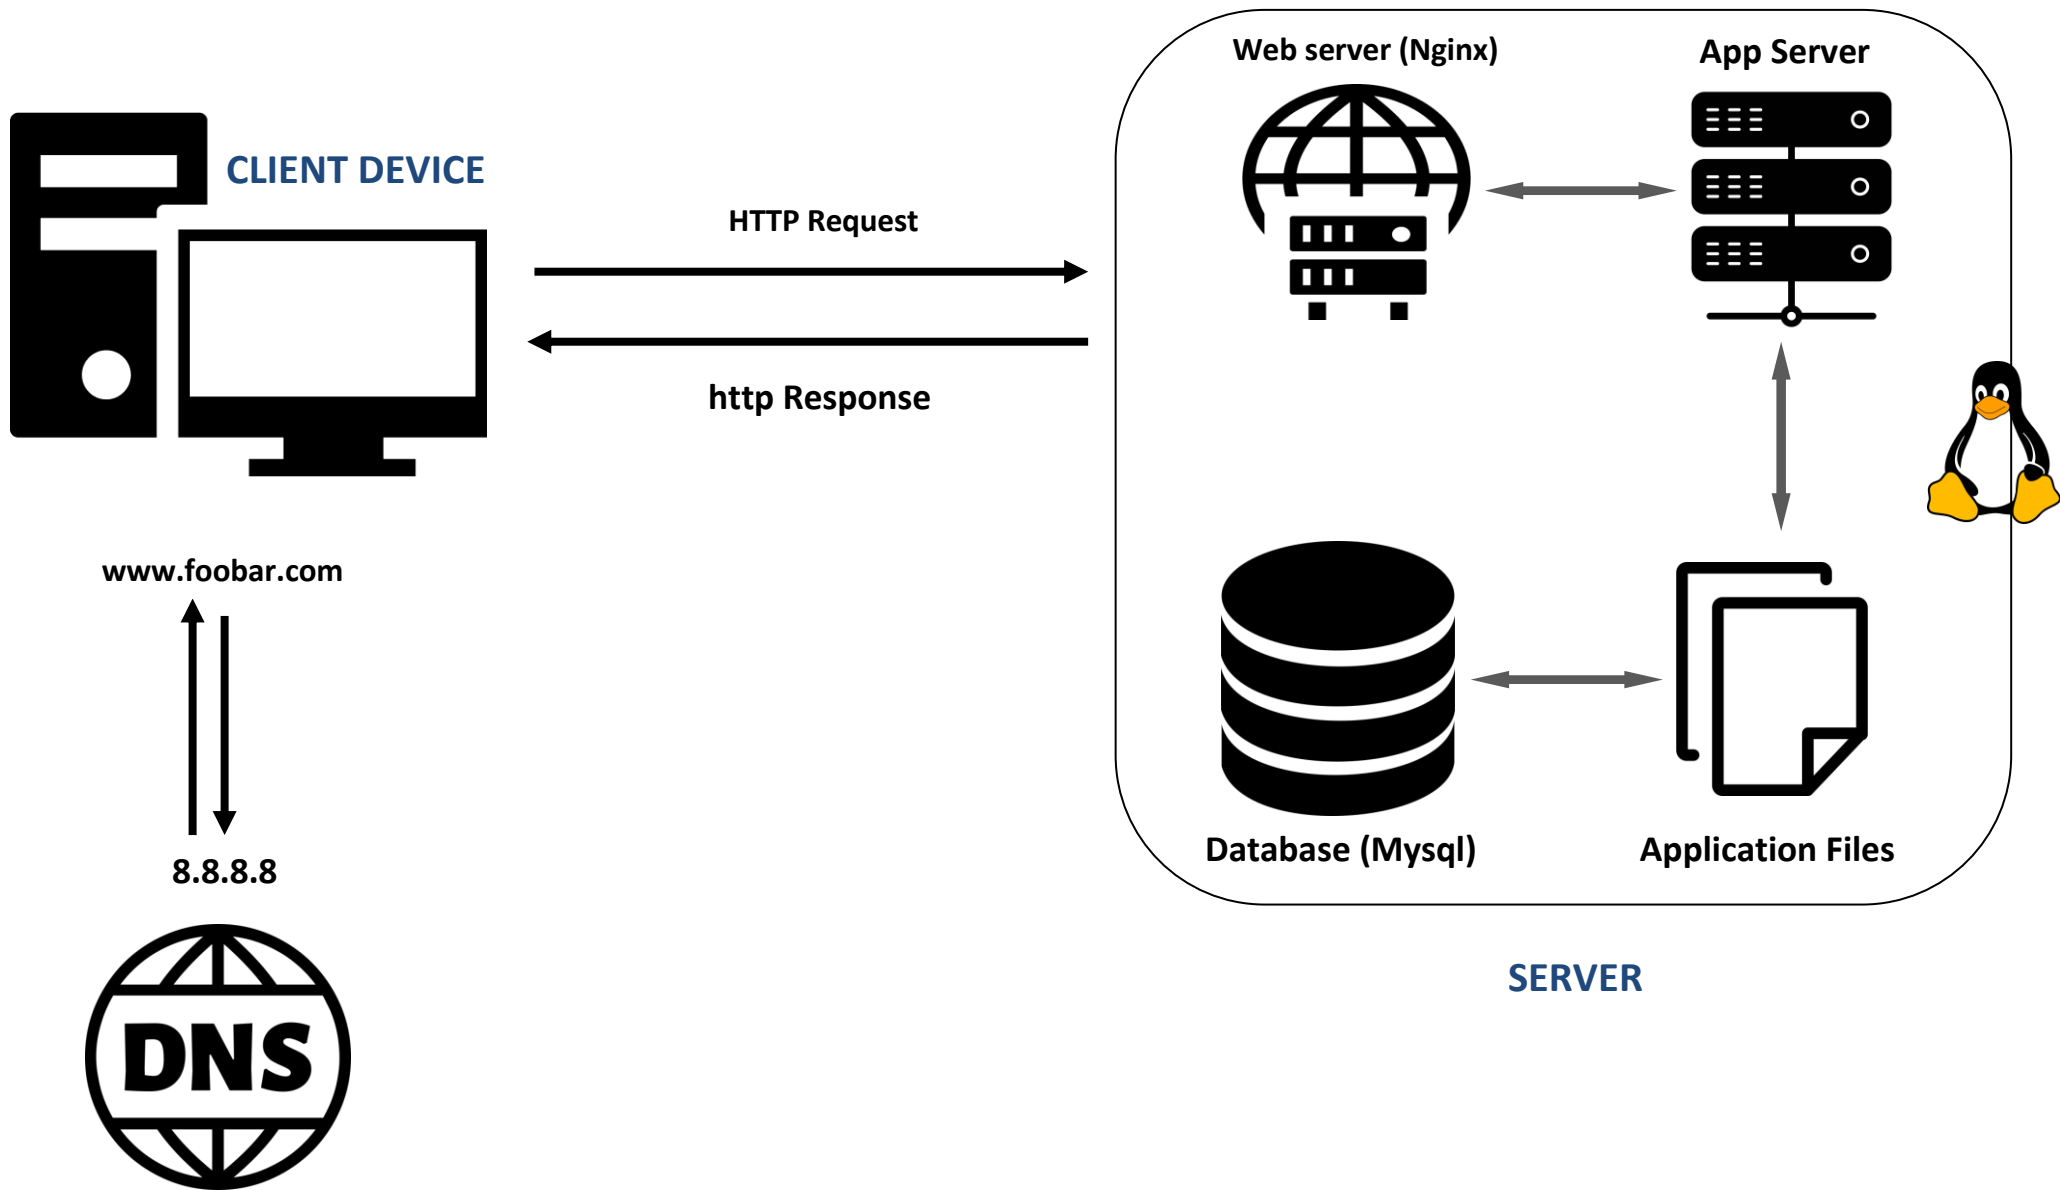 Web server (Nginx)
App Server
CLIENT DEVICE
HTTP Request
http Response
www.foobar.com
8.8.8.8
DNS
Database (Mysql)
Application Files
SERVER